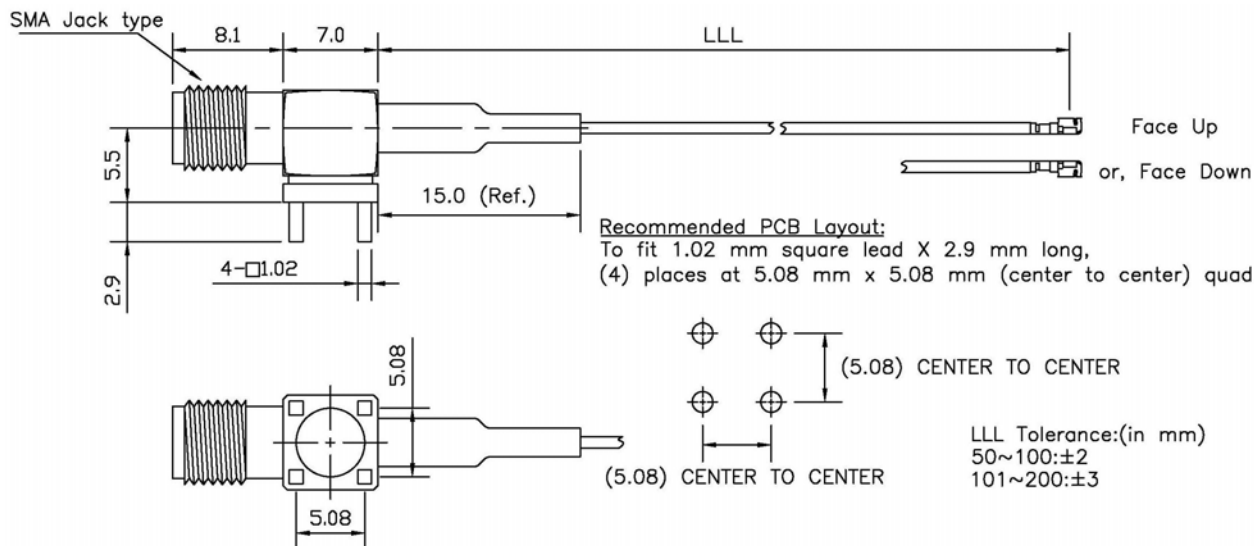 SMA Jack type
8.1
7.0
LLL
Face Up
or, Face Down
5.5
15.0 (Ref.)
2.9
4-□1.02
Recommended PCB Layout:
To fit 1.02 mm square lead X 2.9 mm long,
(4) places at 5.08 mm x 5.08 mm (center to center) quad
5.08
(5.08) CENTER TO CENTER
(5.08) CENTER TO CENTER
5.08
LLL Tolerance:(in mm)
50~100:±2
101~200:±3